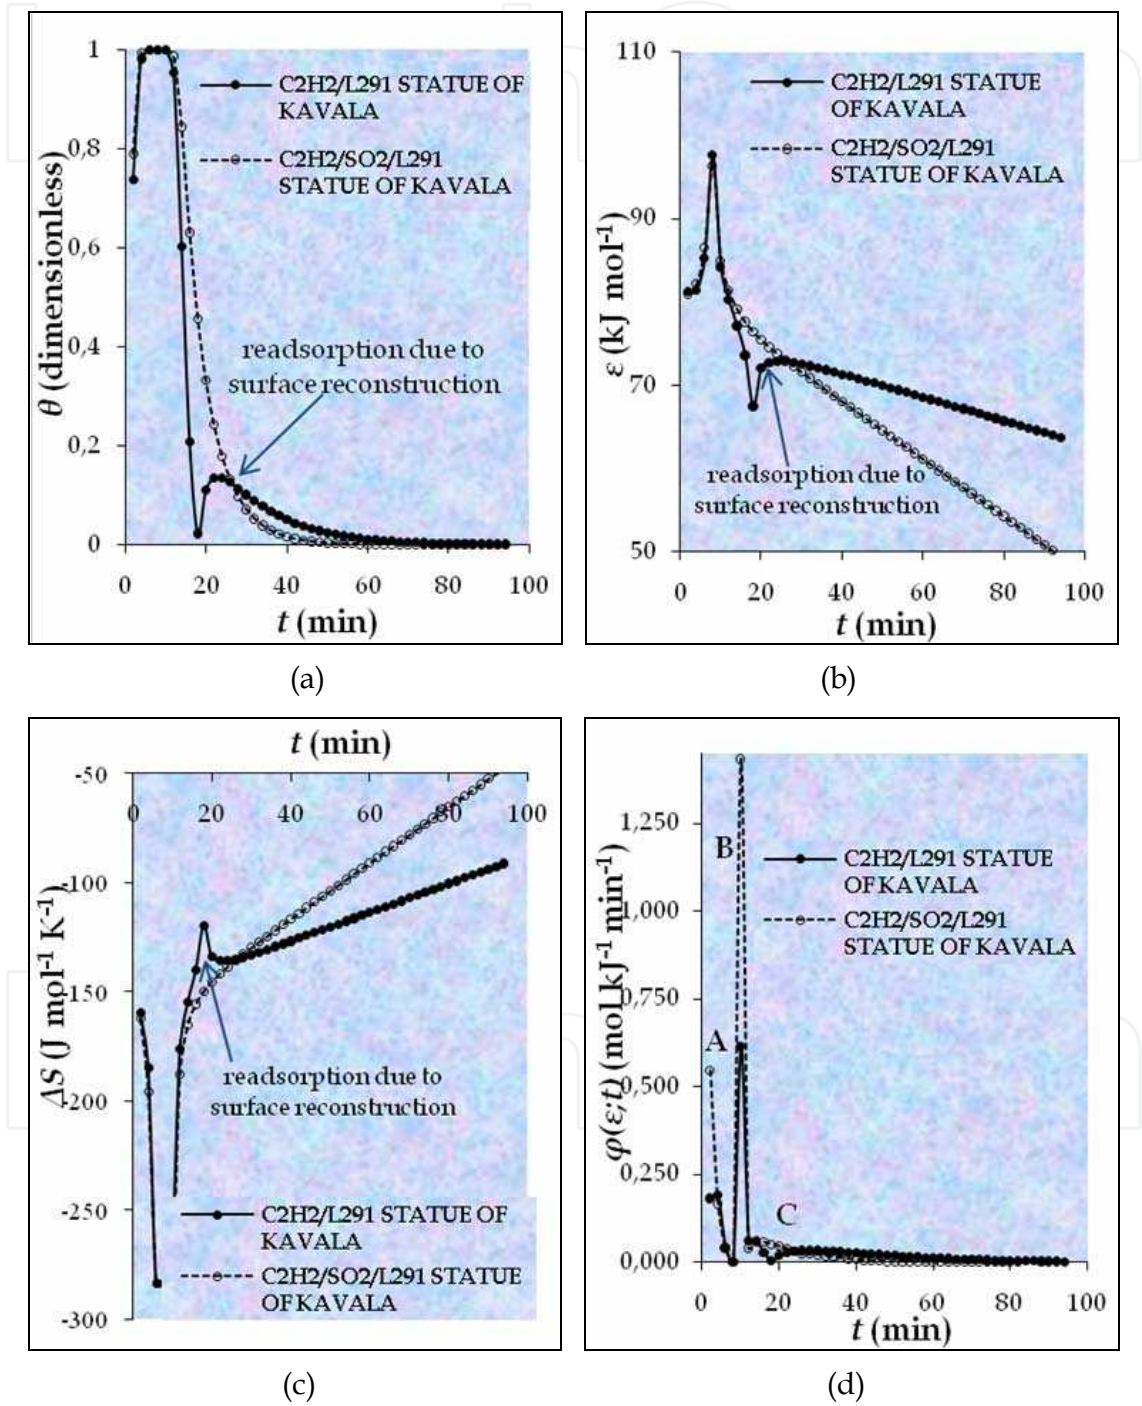 1
0,8
0,6
0,4
0,2
0
θ (dimensionless)
C2H2/L291 STATUE OF
KAVALA
C2H2/SO2/L291
STATUE OF KAVALA
readsorption due to
surface reconstruction
0 20 40 60 80 100
t (min)
(a)
110
90
70
50
ε (kJ mol-1)
C2H2/L291 STATUE
OF KAVALA
C2H2/SO2/L291
STATUE OF KAVALA
readsorption due to
surface reconstruction
0 20 40 60 80 100
t (min)
(b)
t (min)
-50
0 20 40 60 80 100
-100
-150
-200
-250
-300
ΔS (J mol-1 K-1)
readsorption due to
surface reconstruction
C2H2/L291 STATUE OF
KAVALA
C2H2/SO2/L291 STATUE
OF KAVALA
(c)
1,250
1,000
0,750
0,500
0,250
0,000
φ(ε;t) (mol kJ-1 min-1)
B
A
C
C2H2/L291 STATUE
OF KAVALA
C2H2/SO2/L291
STATUE OF KAVALA
0 20 40 60 80 100
t (min)
(d)